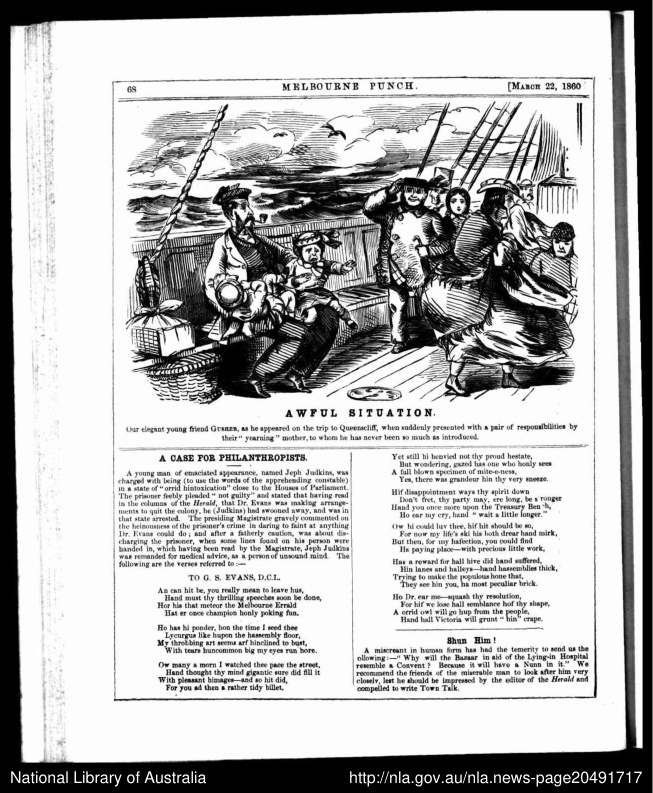 68
MELBOURNE PUNCH.
[MARCH 22, 1860
AWFUL SITUATION.
Our elegant young friend GUSHER, as he appeared on the trip to Queenscliff, when suddenly presented with a pair of responsibilities by
their "yearning" mother, to whom he has never been so much as introduced.
A CASE FOR PHILANTHROPISTS.
A young man of emaciated appearance, named Jeph Judkins, was
charged with being (to use the words of the apprehending constable)
in a state of "orrid hintoxication" close to the Houses of Parliament.
The prisoner feebly pleaded "not guilty" and stated that having read
in the columns of the Herald, that Dr. Evans was making arrange-
ments to quit the colony, he (Judkins) had swooned away, and was in
that state arrested. The presiding Magistrate gravely commented on
the heinousness of the prisoner's crime in daring to faint at anything
Dr. Evans could do; and after a fatherly caution, was about dis-
charging the prisoner, when some lines found on his person were
handed in, which having been read by the Magistrate, Jeph Judkins
was remanded for medical advice, as a person of unsound mind. The
following are the verses referred to:—
TO G. S. EVANS, D.C.L.
An can hit be, you really mean to leave hus,
Hand must thy thrilling speeches soon be done,
Hor his that meteor the Melbourne Errald
Hat er once champion honly poking fun.
Ho has hi ponder, hon the time I seed thee
Lycurgus like hupon the hassembly floor,
My throbbing art seems arf hinclined to bust,
With tears huncommon big my eyes run hore.
Ow many a morn I watched thee pace the street,
Hand thought thy mind gigantic sure did fill it
With pleasant himages—and so hit did,
For you ad then a rather tidy billet.
Yet still hi henvied not thy proud hestate,
But wondering, gazed has one who honly sees
A full blown specimen of mite-e-ness,
Yes, there was grandeur hin thy very sneeze.
Hif disappointment ways thy spirit down
Don't fret, thy party may, ere long, be stronger
Hand you once more upon the Treasury Bench,
Ho ear my cry, hand "wait a little longer."
Ow hi could luv thee, hif hit should be so,
For now my life's ski his both drear hand mirk,
But then, for my haffection, you could find
Ha paying place—with precious little work,
Has a reward for hall hive did hand suffered,
Hin lanes and halleys—hand hassemblies thick,
Trying to make the populous hone that,
They see hin you, ha most peculiar brick.
Ho Dr. ear me—squash thy resolution,
For hif we lose hall semblance hof thy shape,
A orrid owl will go hup from the people,
Hand hall Victoria will grunt "hin" crape.
Shun Him!
A miscreant in human form has had the temerity to send us the
following:—"Why will the Bazaar in aid of the Lying-in Hospital
resemble a Convent? Because it will have a Nunn in it." We
recommend the friends of the miserable man to look after him very
closely, lest he should be impressed by the editor of the Herald and
compelled to write Town Talk.
National Library of Australia
http://nla.gov.au/nla.news-page20491717